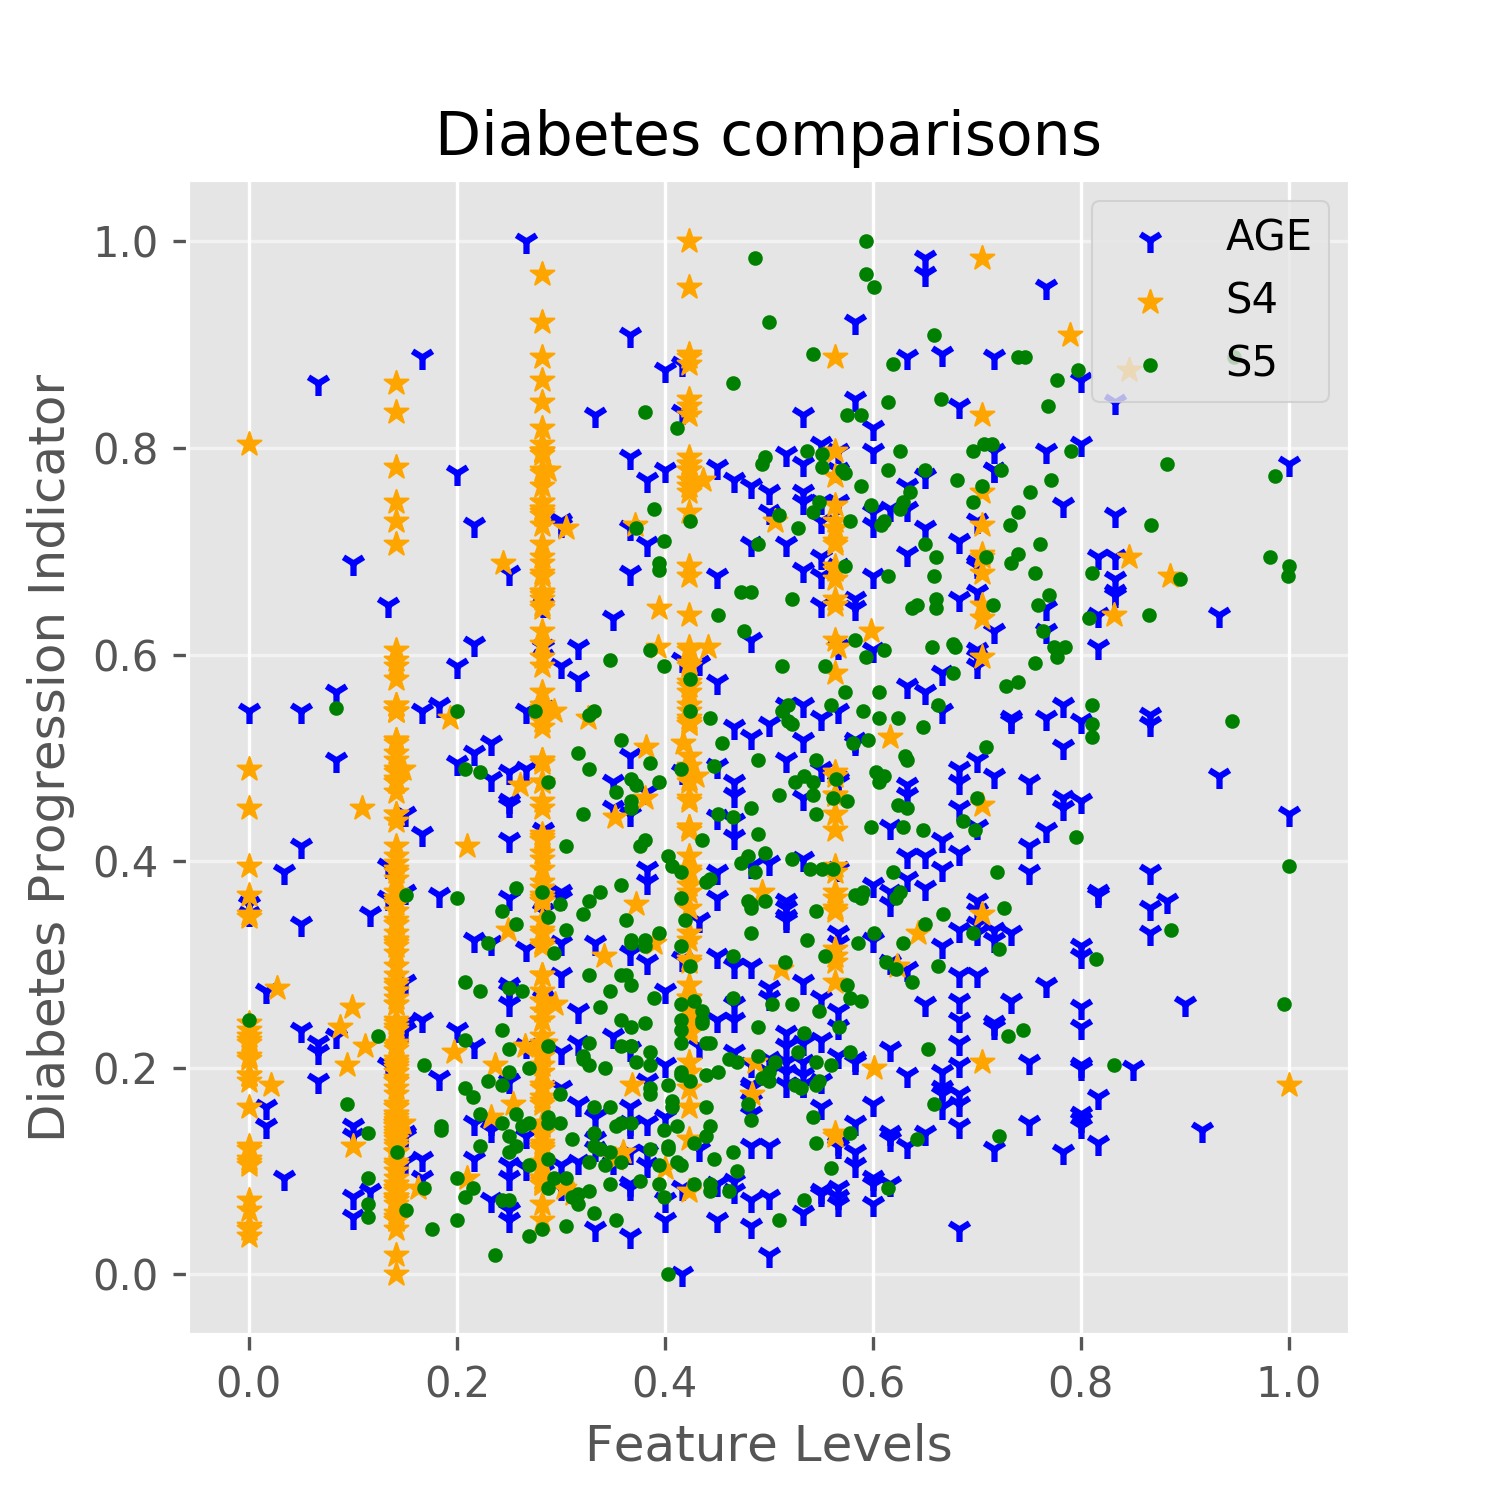 Diabetes comparisons
AGE
S4
S5
Diabetes Progression Indicator
1.0
0.8
0.6
0.4
0.2
0.0
0.0 0.2 0.4 0.6 0.8 1.0
Feature Levels